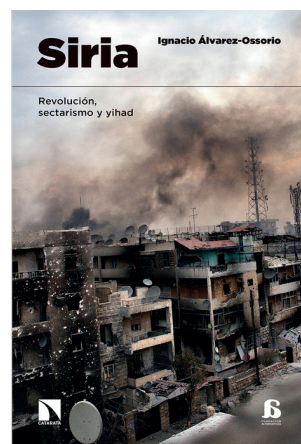 Ignacio Álvarez-Ossorio
Siria
Revolución,
sectarismo y yihad
CATARATA